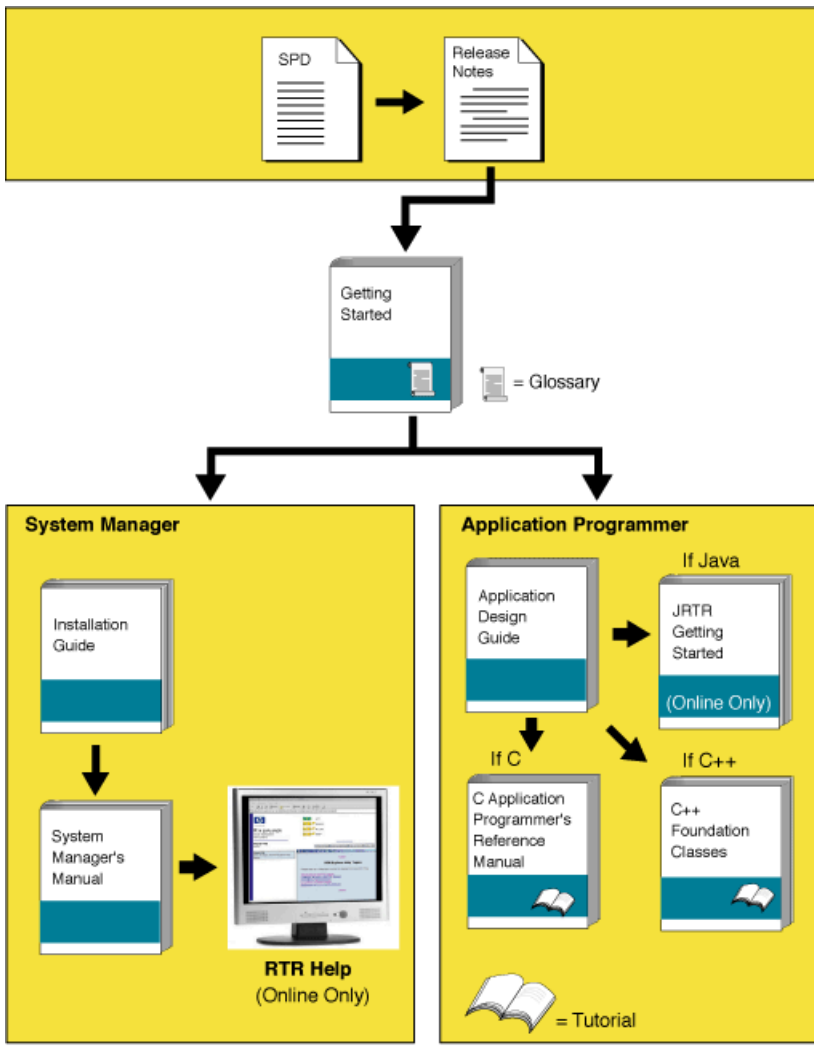 SPD
Release
Notes
Getting
Started
= Glossary
System Manager
Installation
Guide
System
Manager's
Manual
RTR Help
(Online Only)
Application Programmer
Application
Design
Guide
If Java
JRTR
Getting
Started
(Online Only)
If C
C Application
Programmer's
Reference
Manual
If C++
C++
Foundation
Classes
= Tutorial